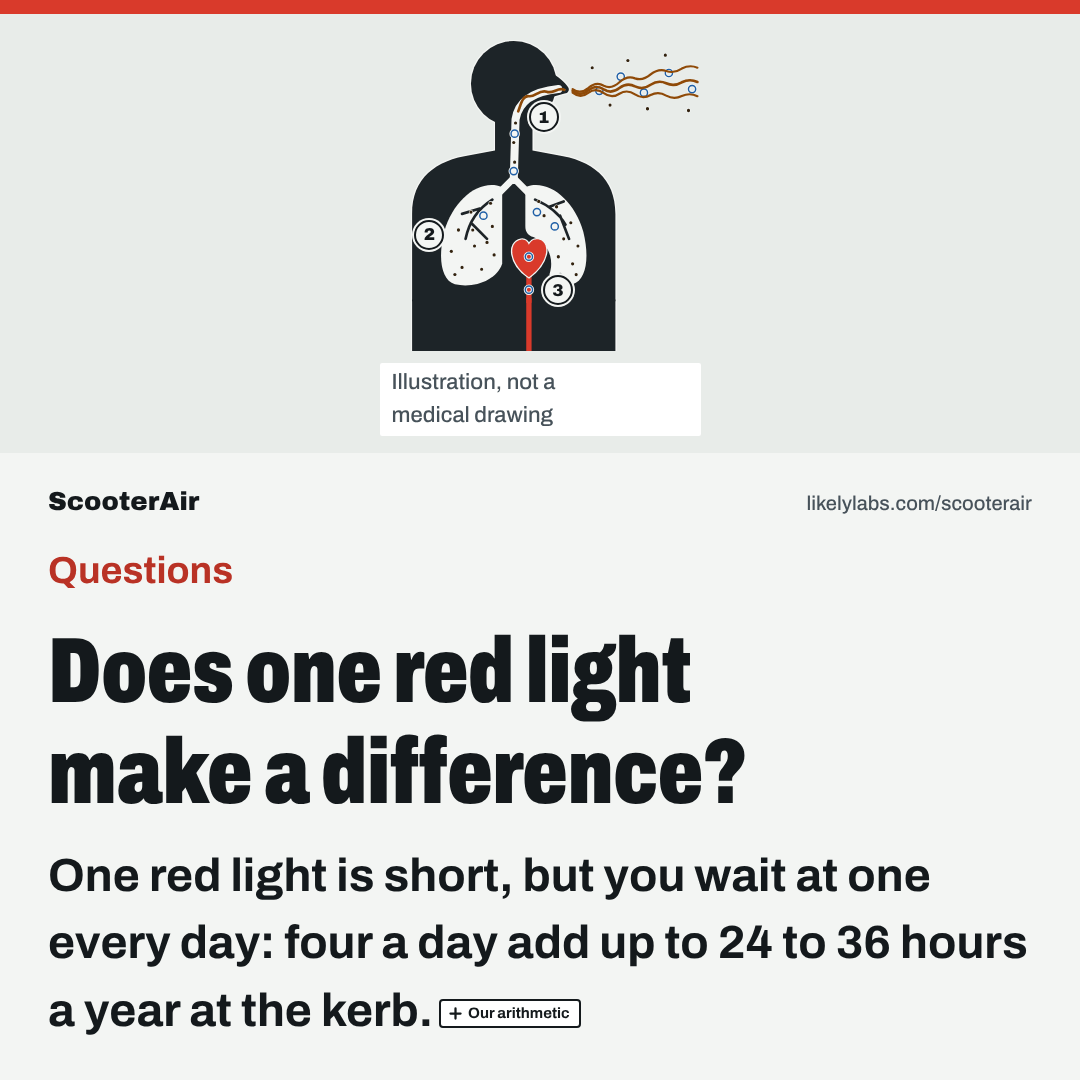 1
2
3
Illustration, not a
medical drawing
ScooterAir
likelylabs.com/scooterair
Questions
Does one red light
make a difference?
One red light is short, but you wait at one
every day: four a day add up to 24 to 36 hours
a year at the kerb. + Our arithmetic